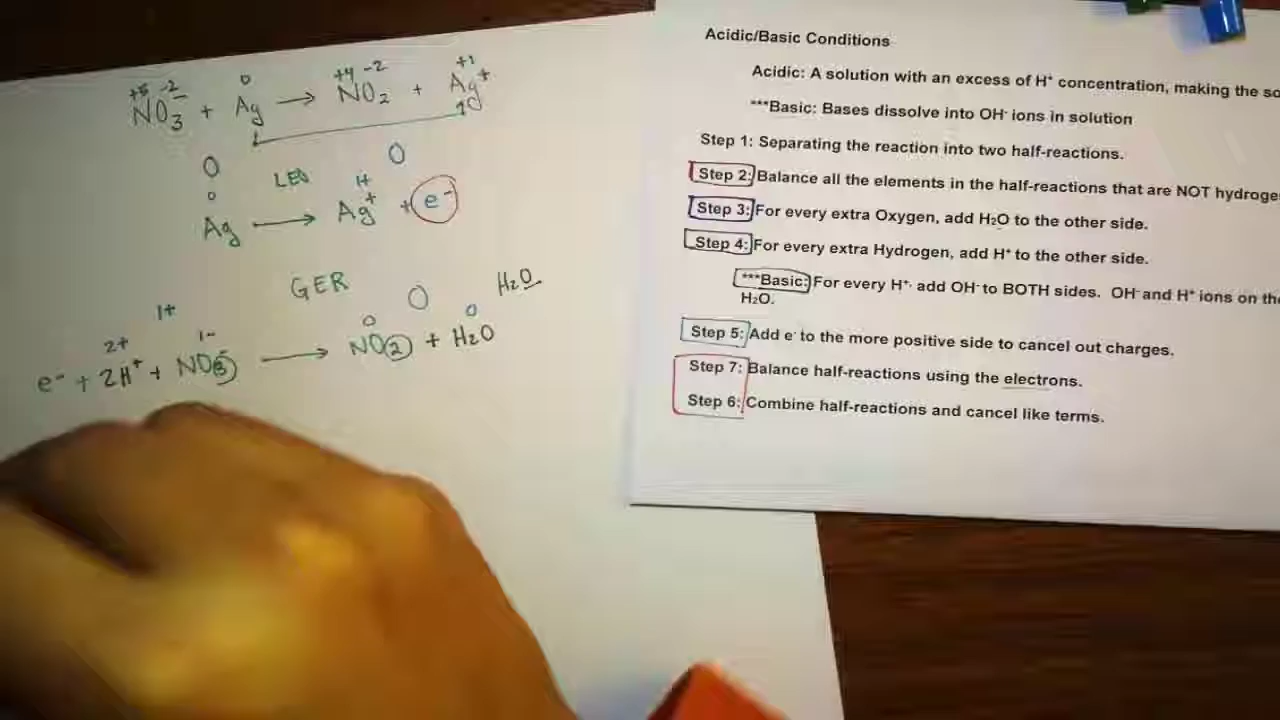 +5 -2 0 +4 -2 +1
NO₃⁻ + Ag → NO₂ + Ag⁺
0 0
LEO
0 1+
Ag → Ag⁺ + e⁻
GER
0 H₂O
1+
2+ 1- 0 0
e⁻ + 2H⁺ + NO₃⁻ → NO₂ + H₂O
Acidic/Basic Conditions
Acidic: A solution with an excess of H⁺ concentration, making the
***Basic: Bases dissolve into OH⁻ ions in solution
Step 1: Separating the reaction into two half-reactions.
Step 2: Balance all the elements in the half-reactions that are NOT
Step 3: For every extra Oxygen, add H₂O to the other side.
Step 4: For every extra Hydrogen, add H⁺ to the other side.
***Basic: For every H⁺, add OH⁻ to BOTH sides. OH⁻ and H⁺ ions on
H₂O.
Step 5: Add e⁻ to the more positive side to cancel out charges.
Step 7: Balance half-reactions using the electrons.
Step 6: Combine half-reactions and cancel like terms.